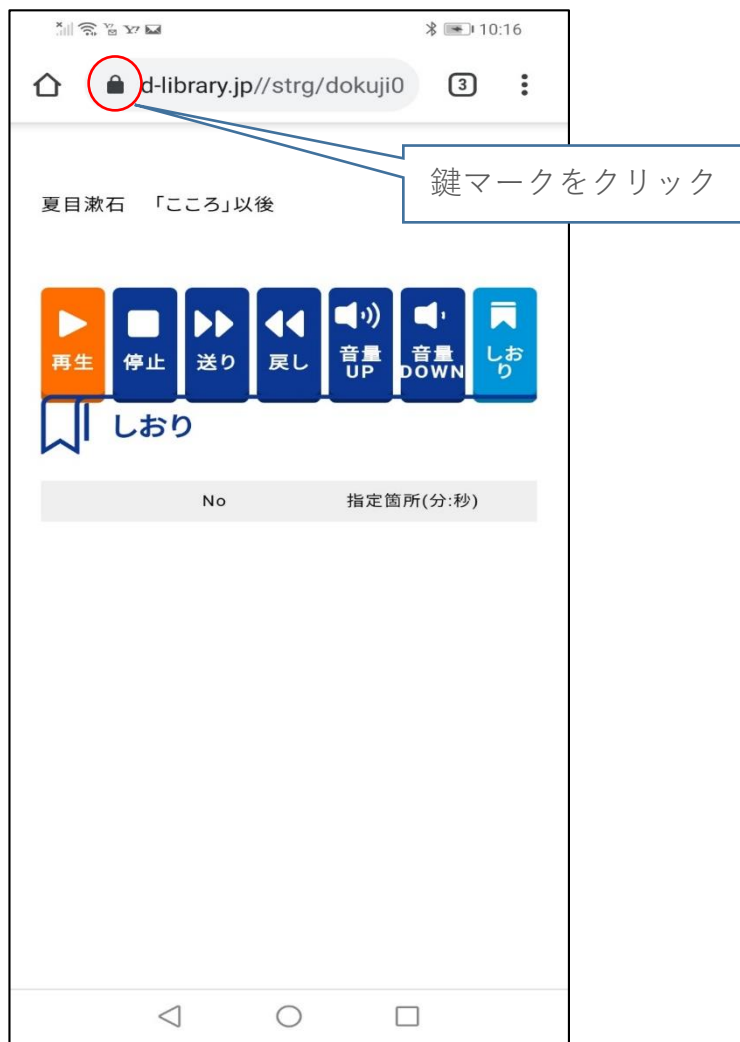 10:16
d-library.jp//strg/dokuji0
3
鍵マークをクリック
夏目漱石 「こころ」以後
再生
停止
送り
戻し
音量
UP
音量
DOWN
しお
り
しおり
No 指定箇所(分:秒)